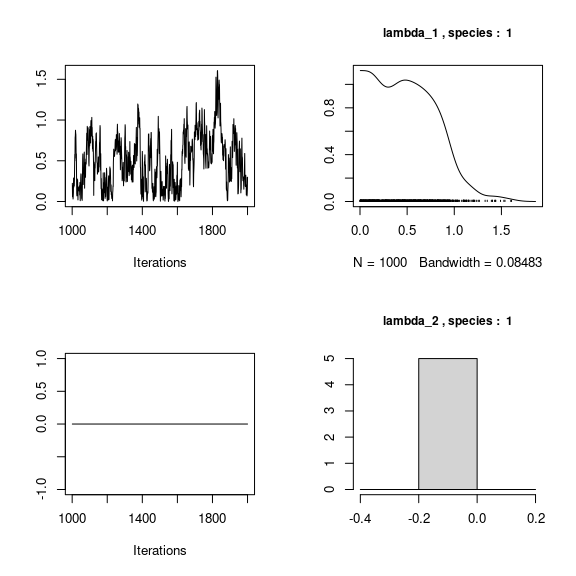 lambda_1 , species :  1
0.0 0.5 1.0 1.5
1000 1400 1800
Iterations
0.0 0.4 0.8
0.0 0.5 1.0 1.5
N = 1000   Bandwidth = 0.08483
lambda_2 , species :  1
-1.0 0.0 0.5 1.0
1000 1400 1800
Iterations
0 1 2 3 4 5
-0.4 -0.2 0.0 0.2